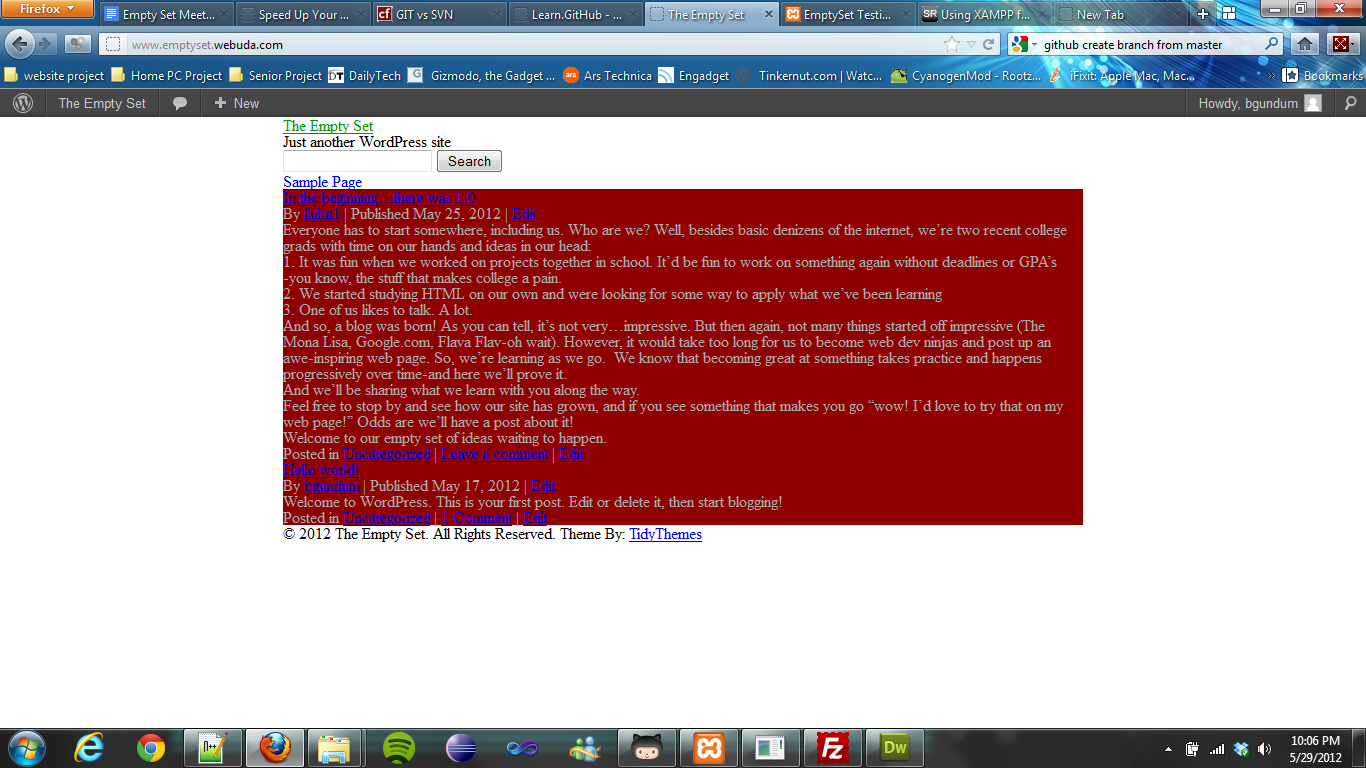 Firefox
Empty Set Meet...
Speed Up Your ...
GIT vs SVN
Learn.GitHub - ...
The Empty Set
EmptySet Testi...
Using XAMPP f...
New Tab
www.emptyset.webuda.com
github create branch from master
website project
Home PC Project
Senior Project
DT DailyTech
G Gizmodo, the Gadget ...
ars Ars Technica
Engadget
Tinkernut.com | Watc...
CyanogenMod - Rootz...
iFixit: Apple Mac, Mac...
Bookmarks
The Empty Set
+ New
Howdy, bgundum
The Empty Set
Just another WordPress site
Search
Sample Page
In the beginning…there was 1.0
By linka1 | Published May 25, 2012 | Edit
Everyone has to start somewhere, including us. Who are we? Well, besides basic denizens of the internet, we’re two recent college
grads with time on our hands and ideas in our head:
1. It was fun when we worked on projects together in school. It’d be fun to work on something again without deadlines or GPA’s
-you know, the stuff that makes college a pain.
2. We started studying HTML on our own and were looking for some way to apply what we’ve been learning
3. One of us likes to talk. A lot.
And so, a blog was born! As you can tell, it’s not very…impressive. But then again, not many things started off impressive (The
Mona Lisa, Google.com, Flava Flav-oh wait). However, it would take too long for us to become web dev ninjas and post up an
awe-inspiring web page. So, we’re learning as we go.  We know that becoming great at something takes practice and happens
progressively over time-and here we’ll prove it.
And we’ll be sharing what we learn with you along the way.
Feel free to stop by and see how our site has grown, and if you see something that makes you go “wow! I’d love to try that on my
web page!” Odds are we’ll have a post about it!
Welcome to our empty set of ideas waiting to happen.
Posted in Uncategorized | Leave a comment | Edit
Hello world!
By bgundum | Published May 17, 2012 | Edit
Welcome to WordPress. This is your first post. Edit or delete it, then start blogging!
Posted in Uncategorized | 1 Comment | Edit
© 2012 The Empty Set. All Rights Reserved. Theme By: TidyThemes
Dw
10:06 PM
5/29/2012